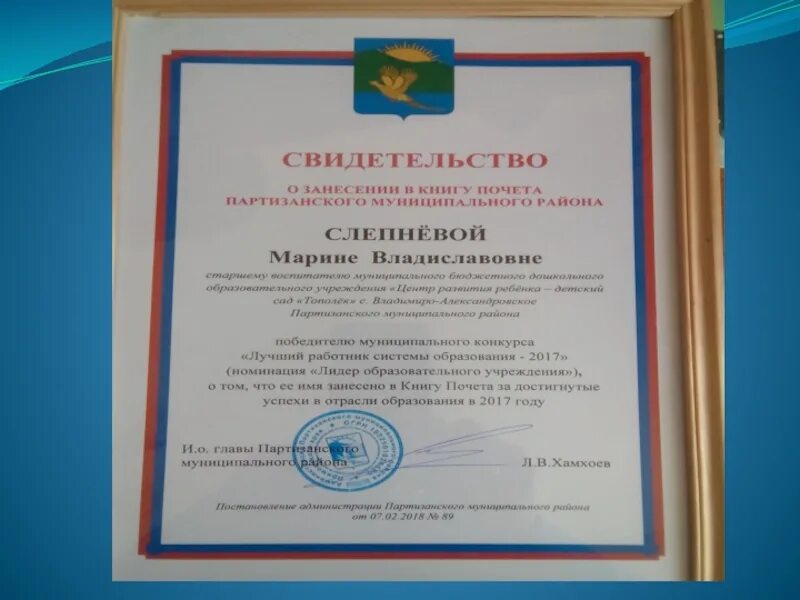 СВИДЕТЕЛЬСТВО
О ЗАНЕСЕНИИ В КНИГУ ПОЧЕТА
ПАРТИЗАНСКОГО МУНИЦИПАЛЬНОГО РАЙОНА
СЛЕПНЁВОЙ
Марине Владиславовне
старшему воспитателю муниципального бюджетного дошкольного
образовательного учреждения «Центр развития ребёнка – детский
сад «Тополёк» с. Владимиро-Александровское
Партизанского муниципального района
победителю муниципального конкурса
«Лучший работник системы образования - 2017»
(номинация «Лидер образовательного учреждения»),
о том, что ее имя занесено в Книгу Почета за достигнутые
успехи в отрасли образования в 2017 году
И.о. главы Партизанского
муниципального района
Л.В.Хамхоев
Постановление администрации Партизанского муниципального района
от 07.02.2018 № 89